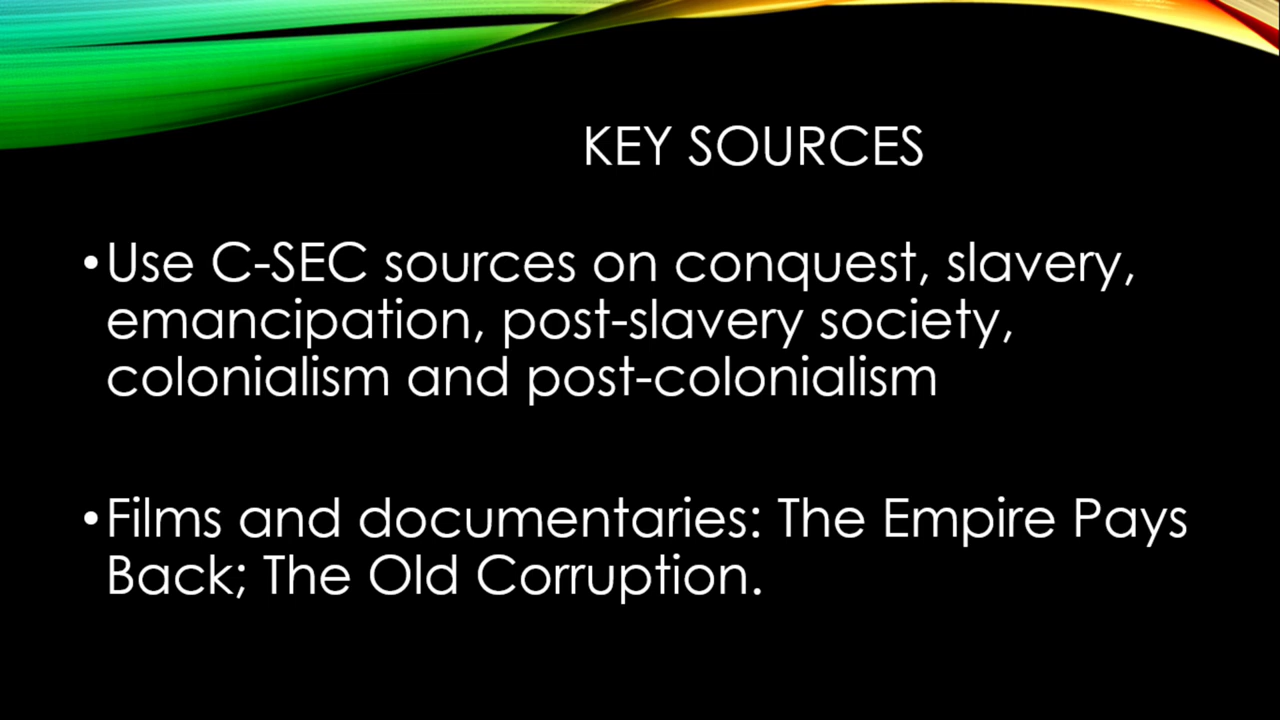 KEY SOURCES
•Use C-SEC sources on conquest, slavery,
emancipation, post-slavery society,
colonialism and post-colonialism
•Films and documentaries: The Empire Pays
Back; The Old Corruption.